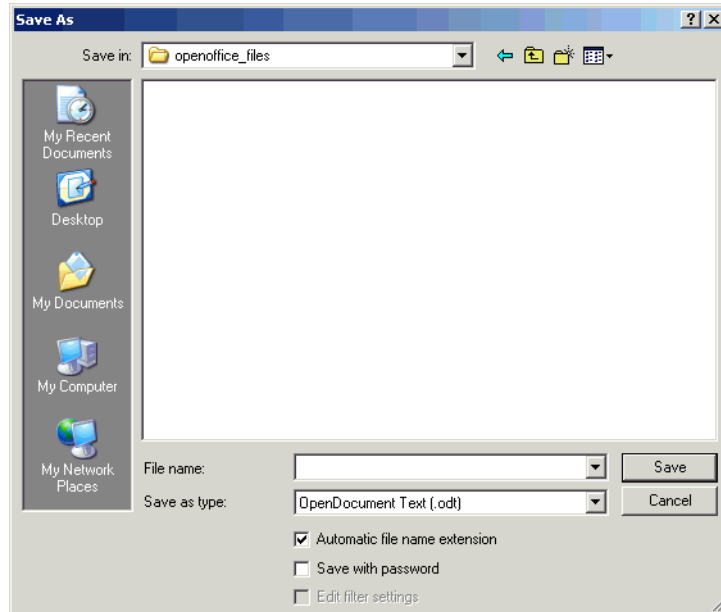 Save As
Save in:
openoffice_files
My Recent
Documents
Desktop
My Documents
My Computer
My Network
Places
File name:
Save
Save as type:
OpenDocument Text (.odt)
Cancel
Automatic file name extension
Save with password
Edit filter settings